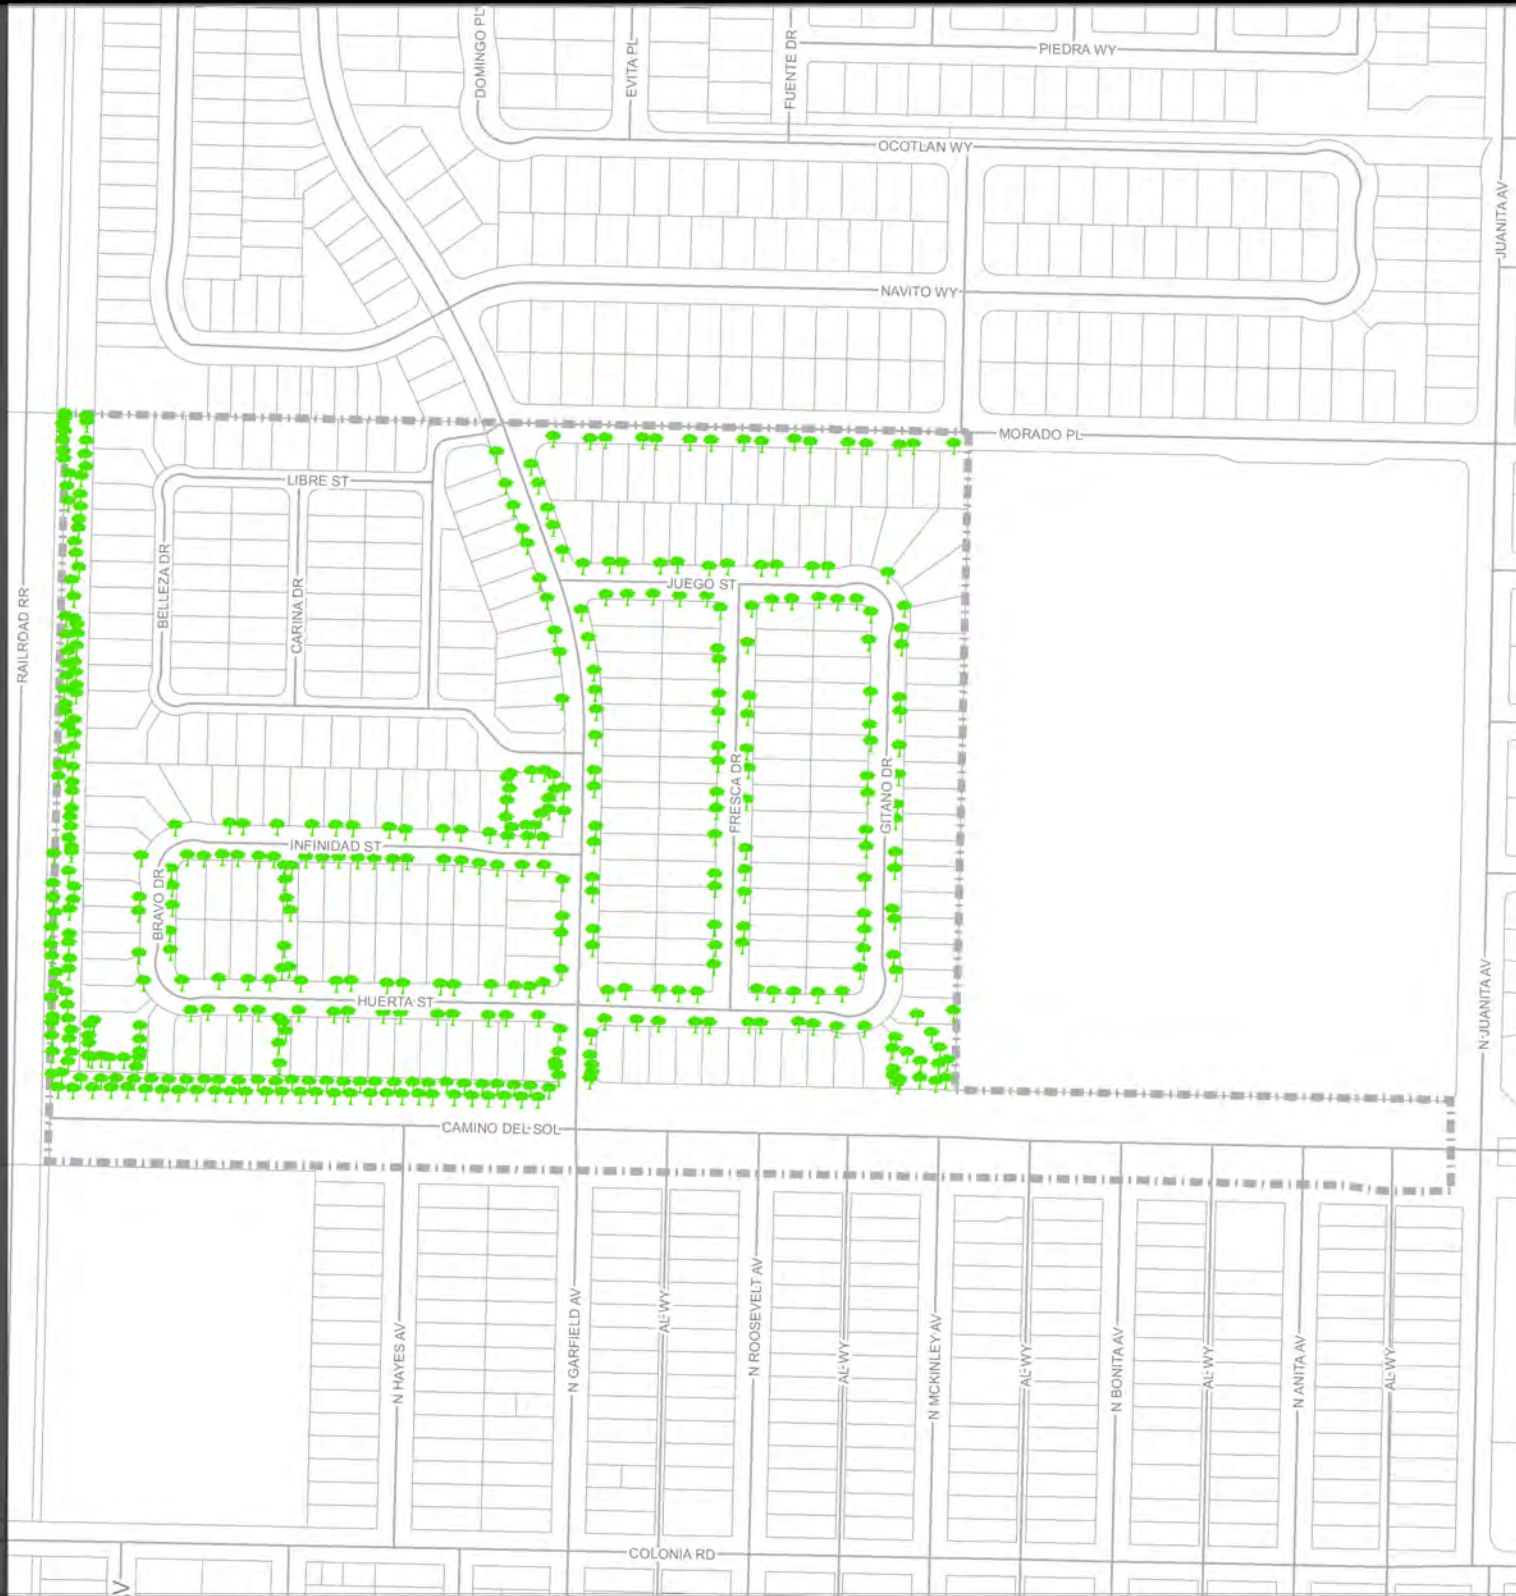 DOMINGO PL
EVITA PL
FUENTE DR
PIEDRA WY
OCOTLAN WY
JUANITA AV
NAVITO WY
MORADO PL
LIBRE ST
BELLEZA DR
CARINA DR
JUEGO ST
RAILROAD RR
FRESCA DR
GITANO DR
INFINIDAD ST
BRAVO DR
HUERTA ST
N JUANITA AV
CAMINO DEL SOL
N HAYES AV
N GARFIELD AV
AL WY
N ROOSEVELT AV
AL WY
N MCKINLEY AV
AL WY
N BONITA AV
AL WY
N ANITA AV
AL WY
COLONIA RD